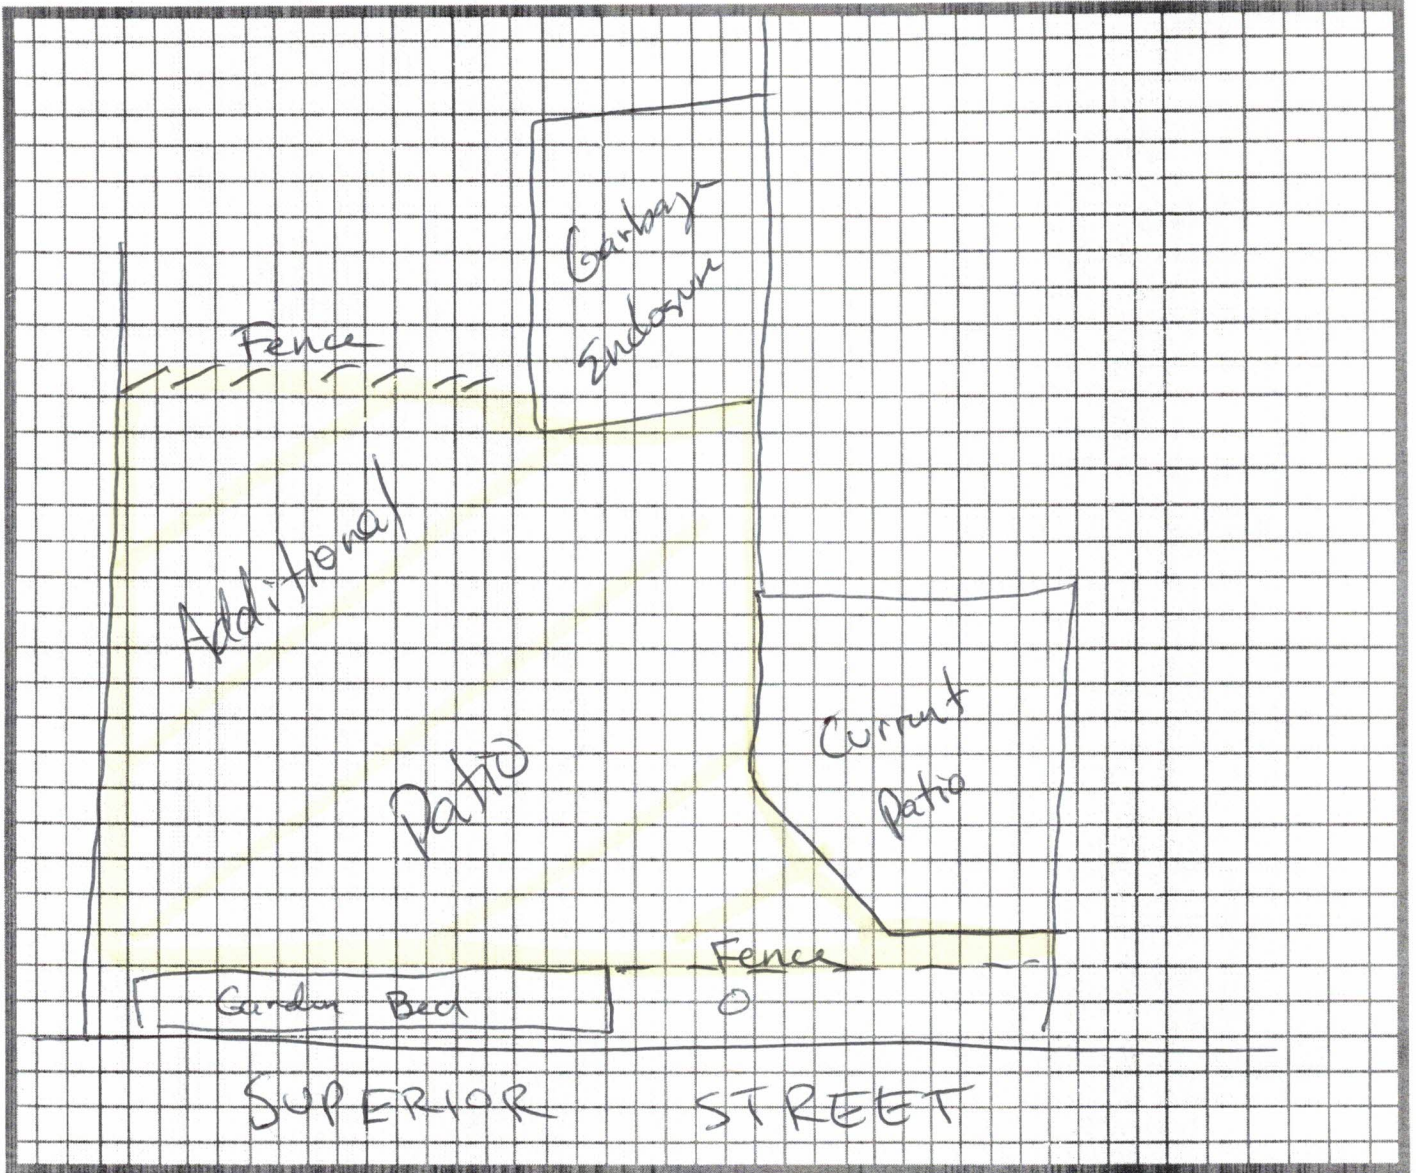 Garbage
Enclosure
Fence
Additional
Patio
Current
Patio
Fence
Garden Bed
SUPERIOR STREET